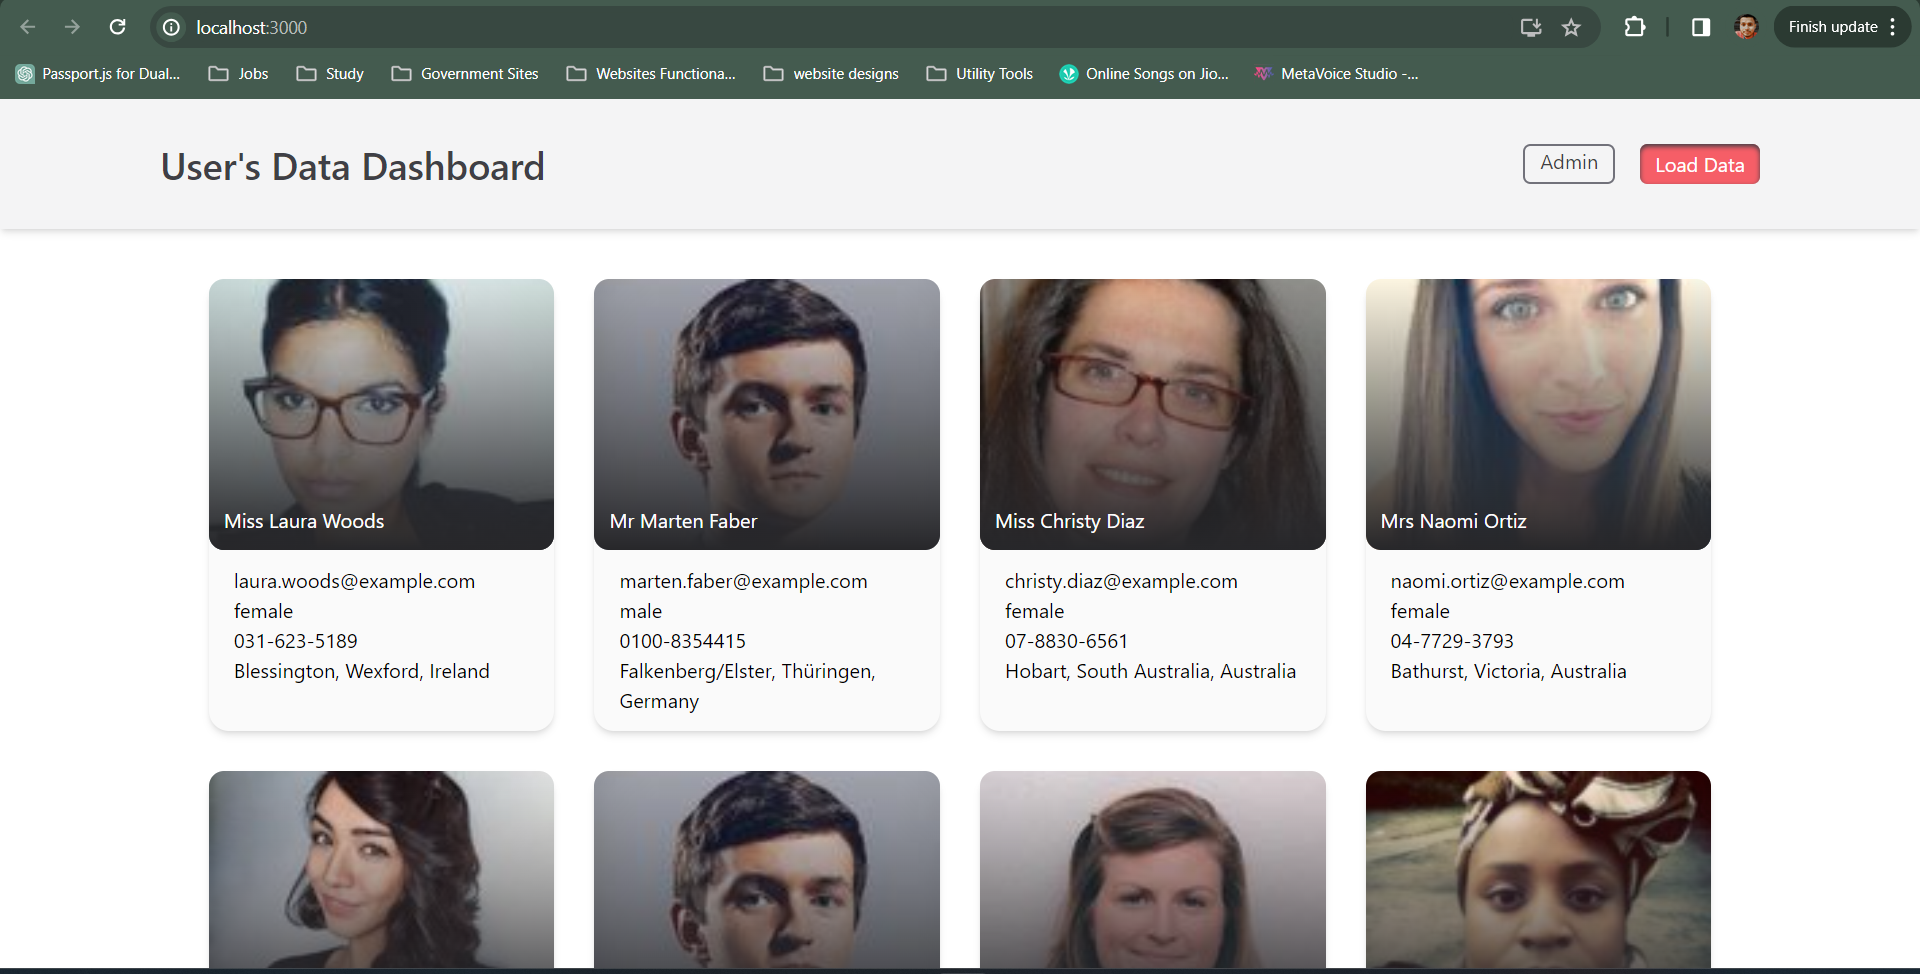 localhost:3000
Finish update
Passport.js for Dual...
Jobs
Study
Government Sites
Websites Functiona...
website designs
Utility Tools
Online Songs on Jio...
MetaVoice Studio -...
User's Data Dashboard
Admin
Load Data
Miss Laura Woods
laura.woods@example.com
female
031-623-5189
Blessington, Wexford, Ireland
Mr Marten Faber
marten.faber@example.com
male
0100-8354415
Falkenberg/Elster, Thüringen,
Germany
Miss Christy Diaz
christy.diaz@example.com
female
07-8830-6561
Hobart, South Australia, Australia
Mrs Naomi Ortiz
naomi.ortiz@example.com
female
04-7729-3793
Bathurst, Victoria, Australia